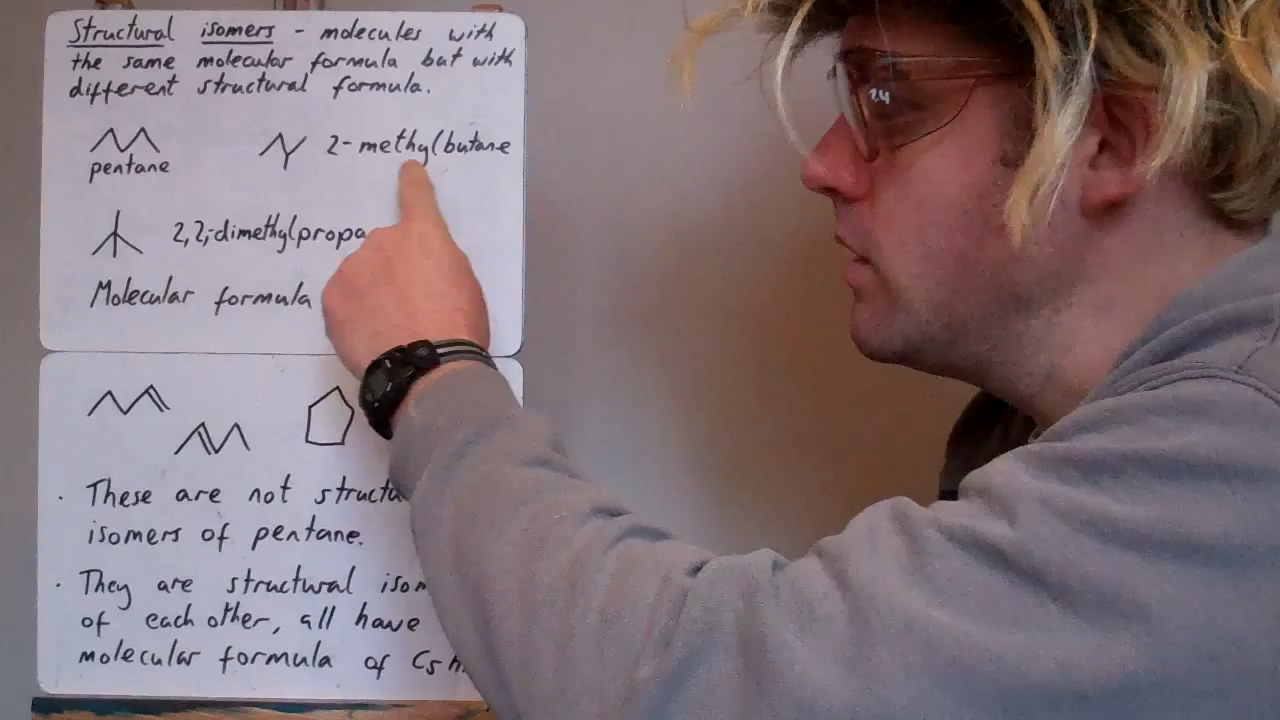 Structural isomers - molecules with
the same molecular formula but with
different structural formula.
pentane
2-methylbutane
2,2,-dimethylpropa
Molecular formula
· These are not structu
isomers of pentane.
· They are structural isom
of each other, all have
molecular formula of C5H